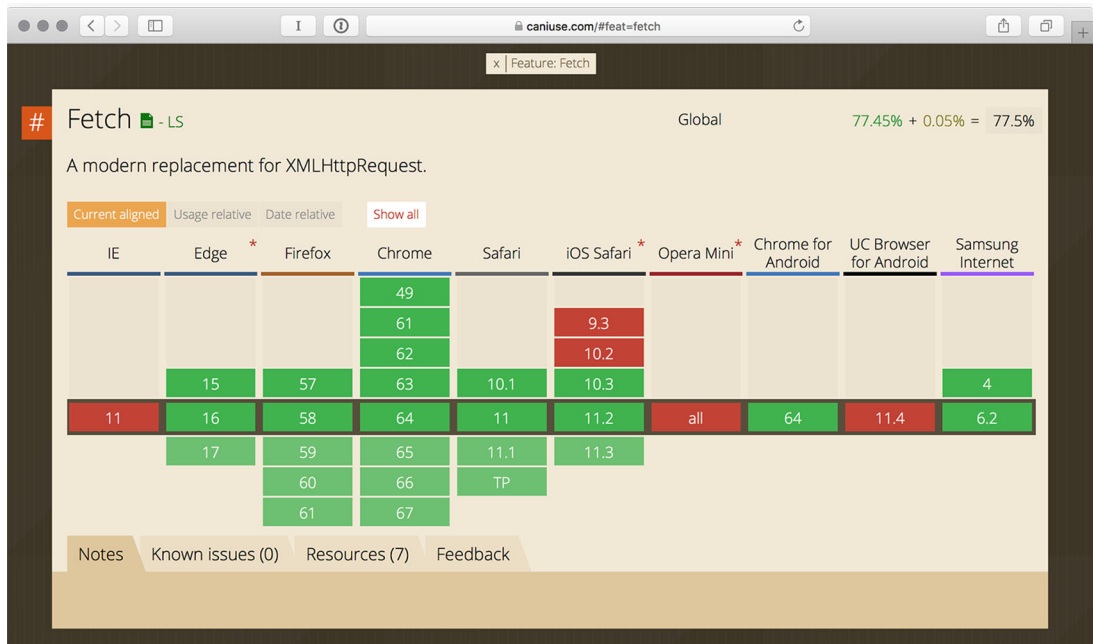 I
caniuse.com/#feat=fetch
+
x | Feature: Fetch
#
Fetch - LS
Global
77.45% + 0.05% = 77.5%
A modern replacement for XMLHttpRequest.
Current aligned Usage relative Date relative Show all
IE Edge * Firefox Chrome Safari iOS Safari * Opera Mini * Chrome for Android UC Browser for Android Samsung Internet
49
61 9.3
62 10.2
15 57 63 10.1 10.3 4
11 16 58 64 11 11.2 all 64 11.4 6.2
17 59 65 11.1 11.3
60 66 TP
61 67
Notes Known issues (0) Resources (7) Feedback